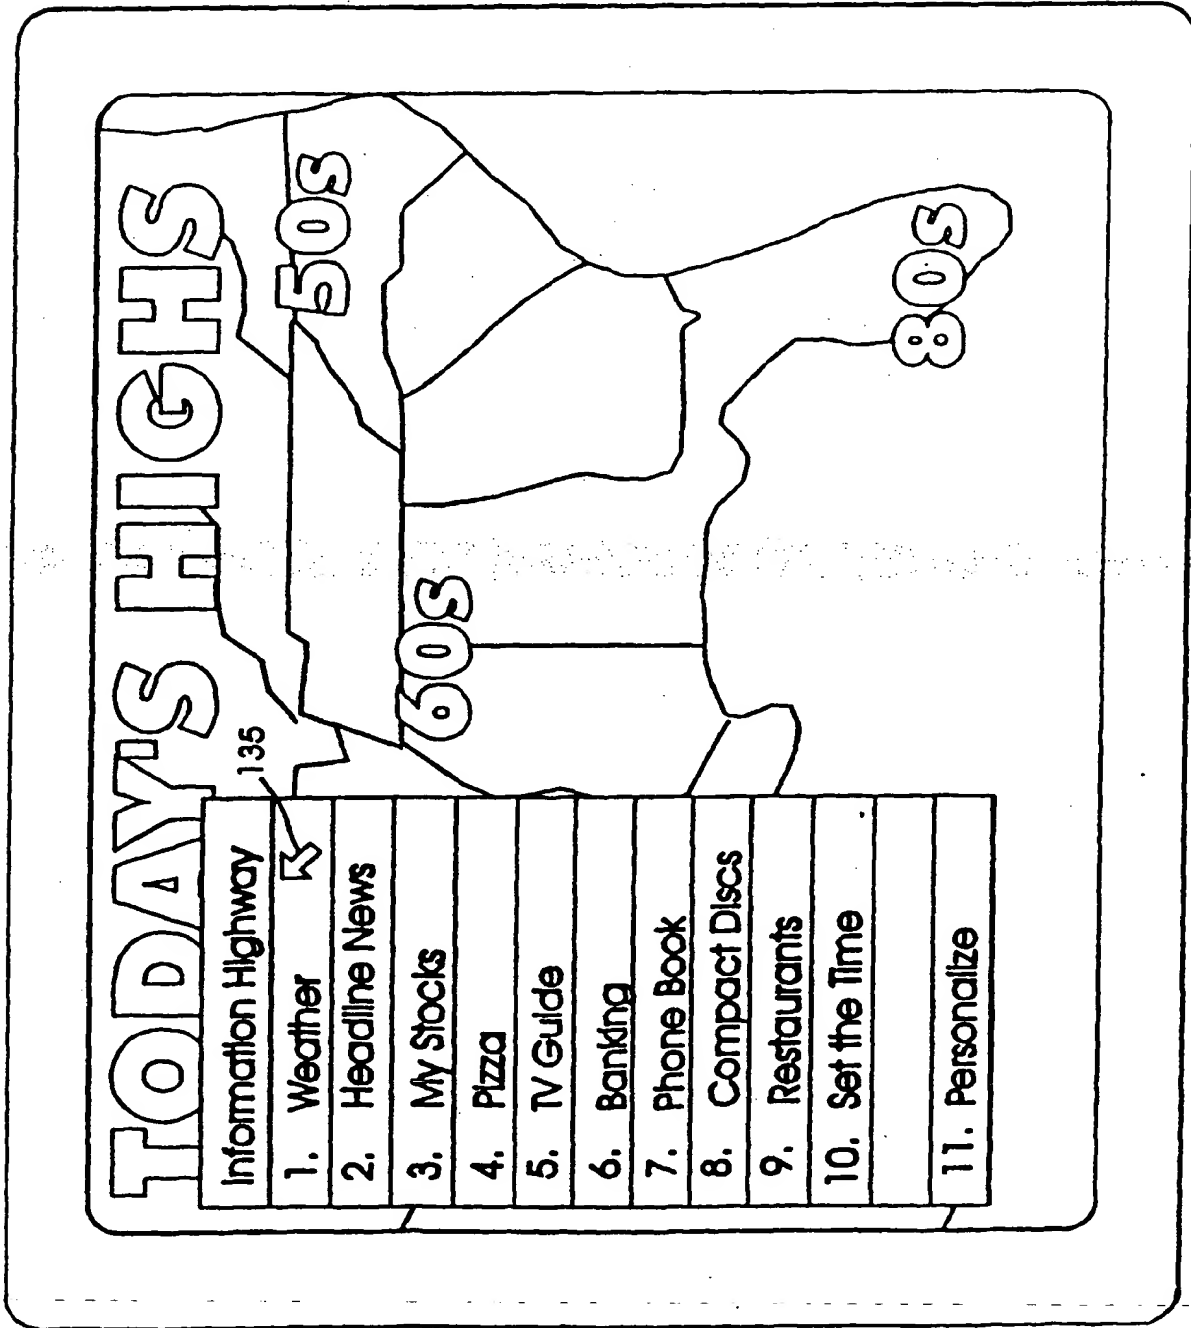 TODAY'S HIGHS
135
50s
60s
80s
Information Highway
1. Weather
2. Headline News
3. My Stocks
4. Pizza
5. TV Guide
6. Banking
7. Phone Book
8. Compact Discs
9. Restaurants
10. Set the Time
11. Personalize